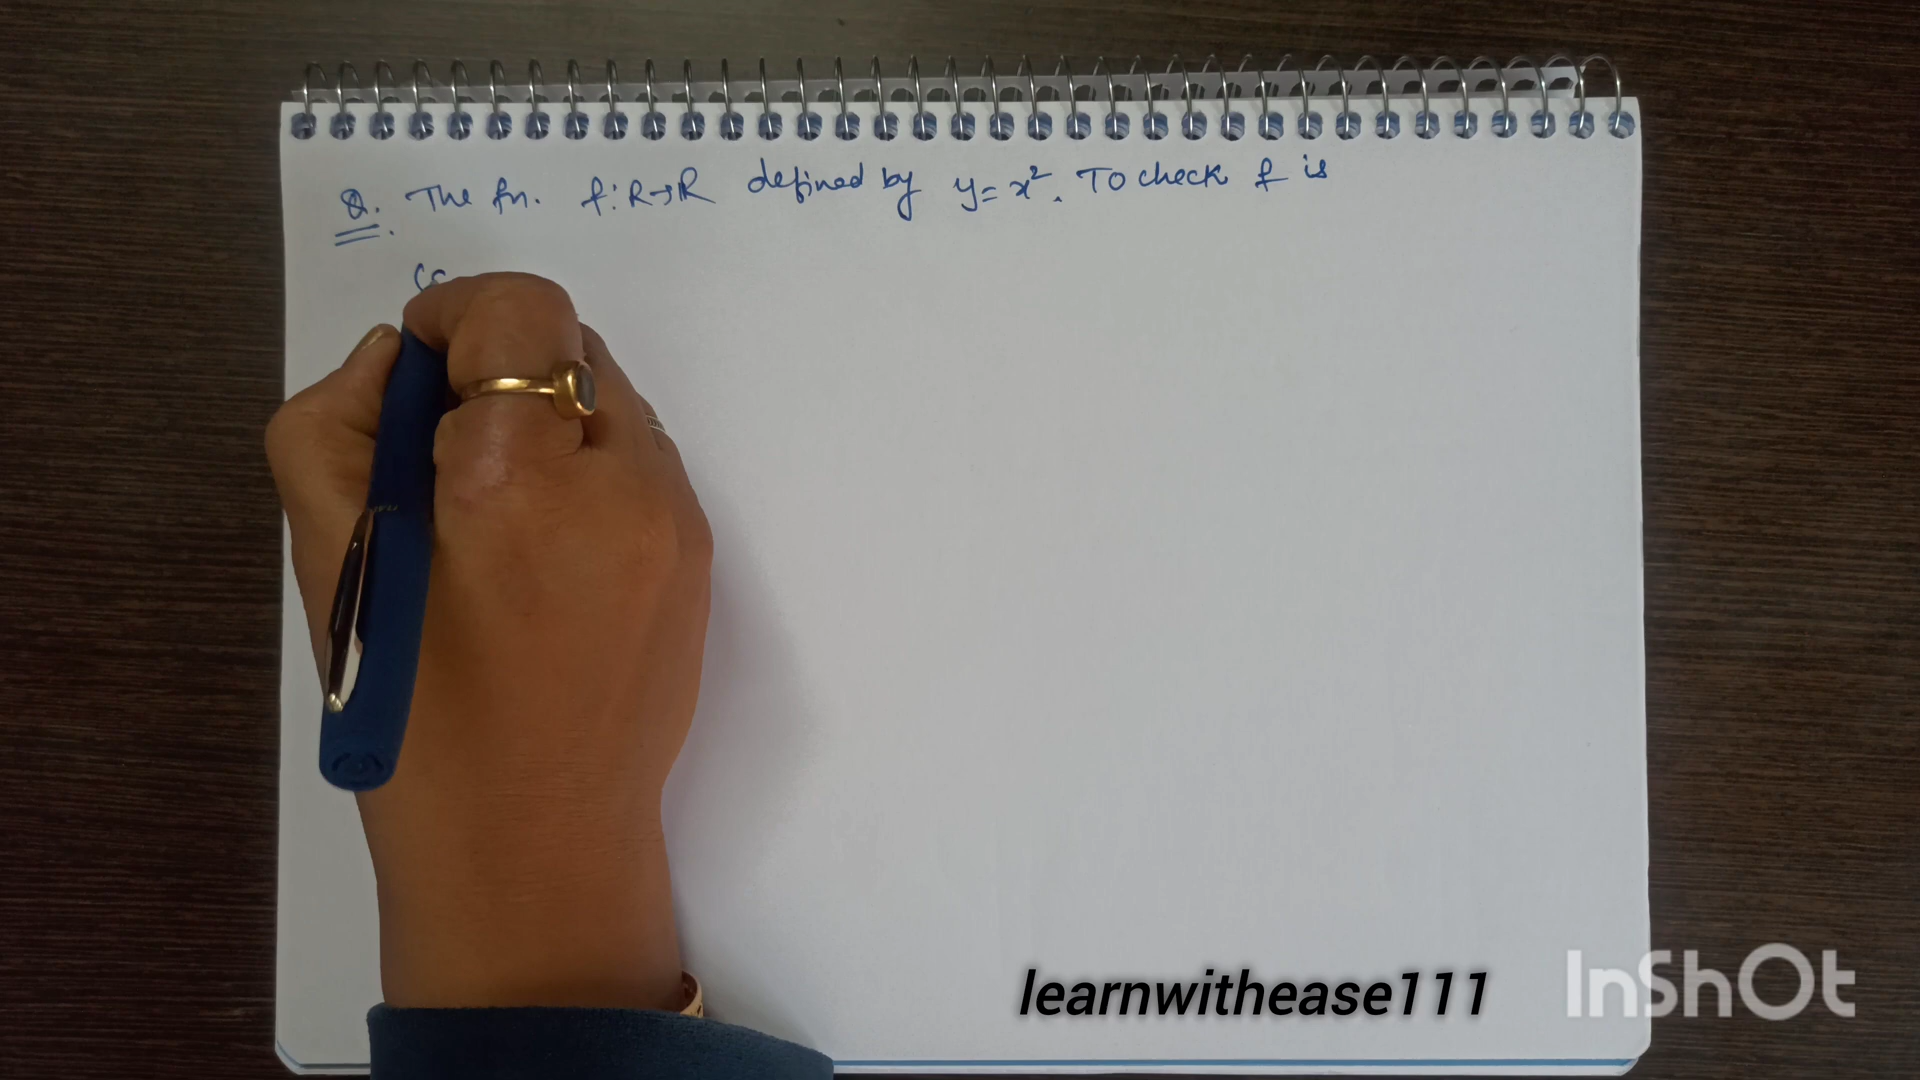 Q. The fn. f: R→R defined by y = x². To check f is
learnwithease111
InShOt